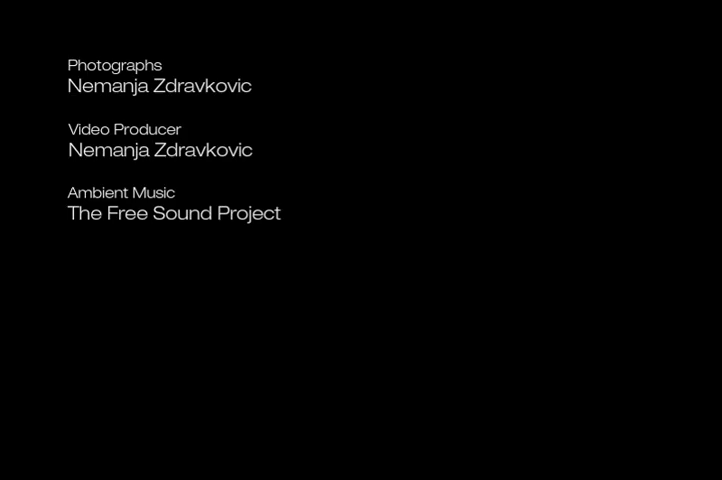 Photographs
Nemanja Zdravkovic
Video Producer
Nemanja Zdravkovic
Ambient Music
The Free Sound Project